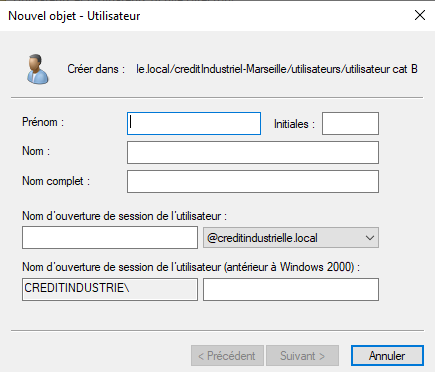 Nouvel objet - Utilisateur
Créer dans : le.local/creditIndustriel-Marseille/utilisateurs/utilisateur cat B
Prénom : Initiales :
Nom :
Nom complet :
Nom d'ouverture de session de l'utilisateur :
@creditindustrielle.local
Nom d'ouverture de session de l'utilisateur (antérieur à Windows 2000) :
CREDITINDUSTRIE\
< Précédent Suivant > Annuler